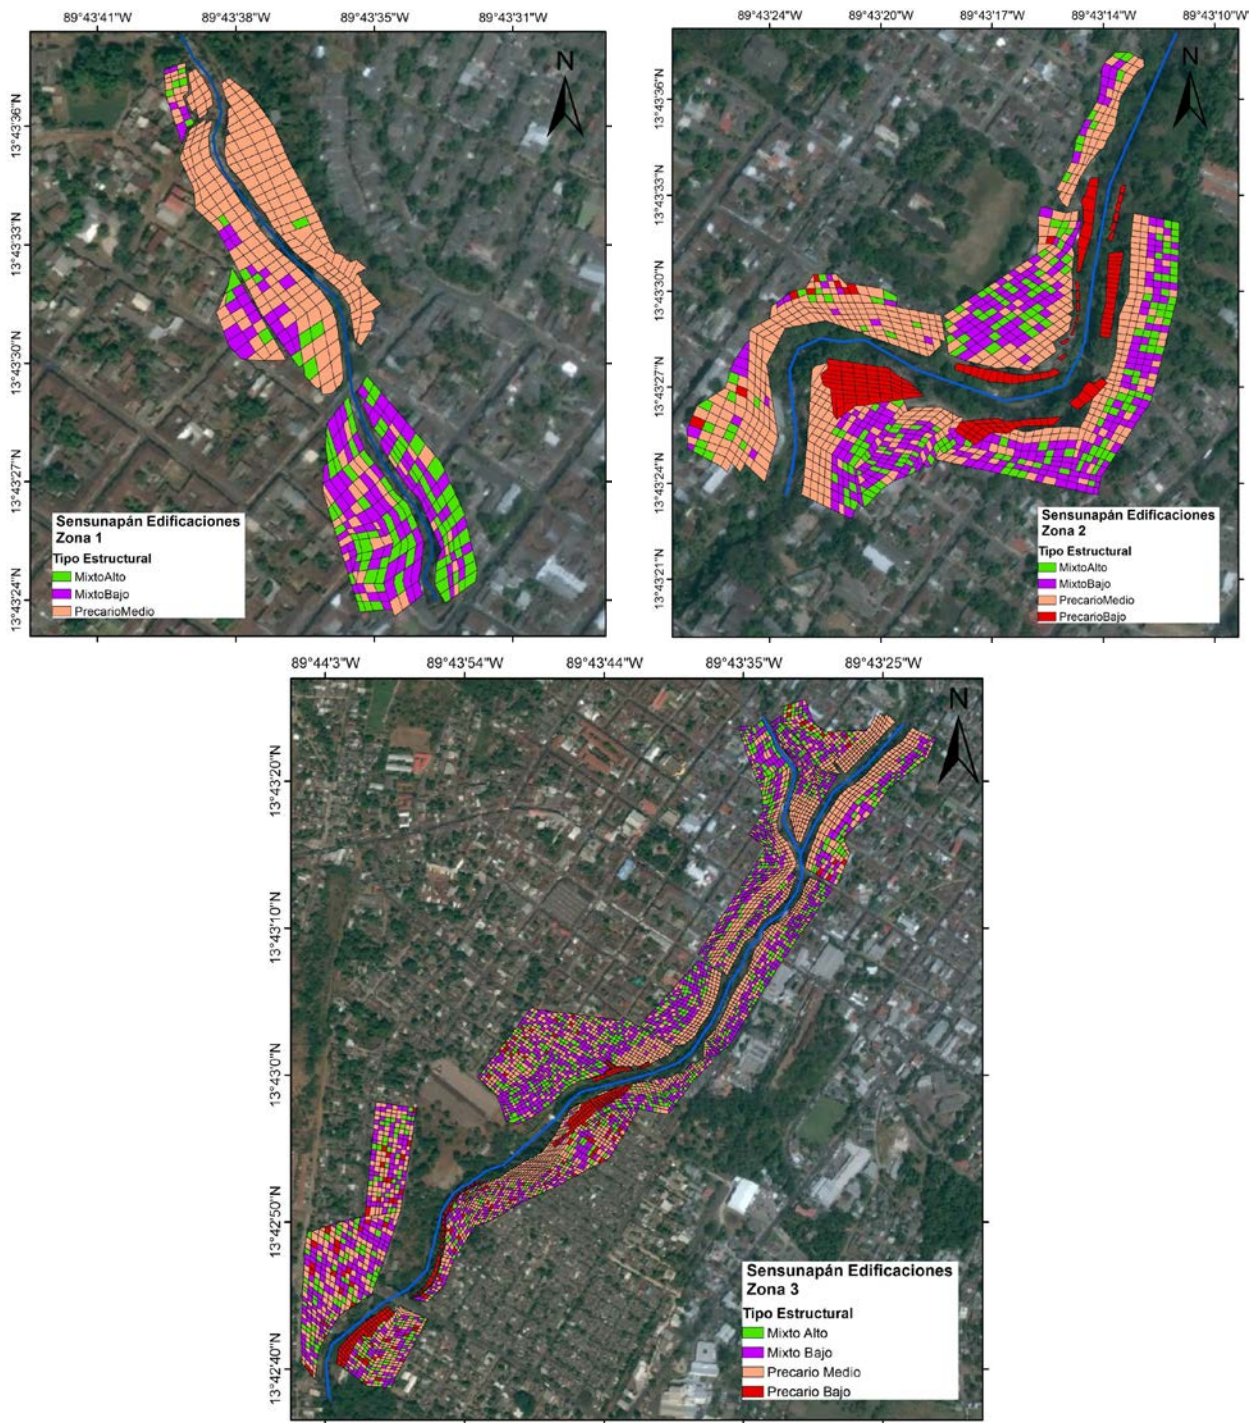 89°43'41"W 89°43'38"W 89°43'35"W 89°43'31"W
13°43'36"N
13°43'33"N
13°43'30"N
13°43'27"N
13°43'24"N
N
Sensunapán Edificaciones
Zona 1
Tipo Estructural
MixtoAlto
MixtoBajo
PrecarioMedio
89°43'24"W 89°43'20"W 89°43'17"W 89°43'14"W 89°43'10"W
13°43'36"N
13°43'33"N
13°43'30"N
13°43'27"N
13°43'24"N
13°43'21"N
N
Sensunapán Edificaciones
Zona 2
Tipo Estructural
MixtoAlto
MixtoBajo
PrecarioMedio
PrecarioBajo
89°44'3"W 89°43'54"W 89°43'44"W 89°43'35"W 89°43'25"W
13°43'20"N
13°43'10"N
13°43'0"N
13°42'50"N
13°42'40"N
N
Sensunapán Edificaciones
Zona 3
Tipo Estructural
Mixto Alto
Mixto Bajo
Precario Medio
Precario Bajo